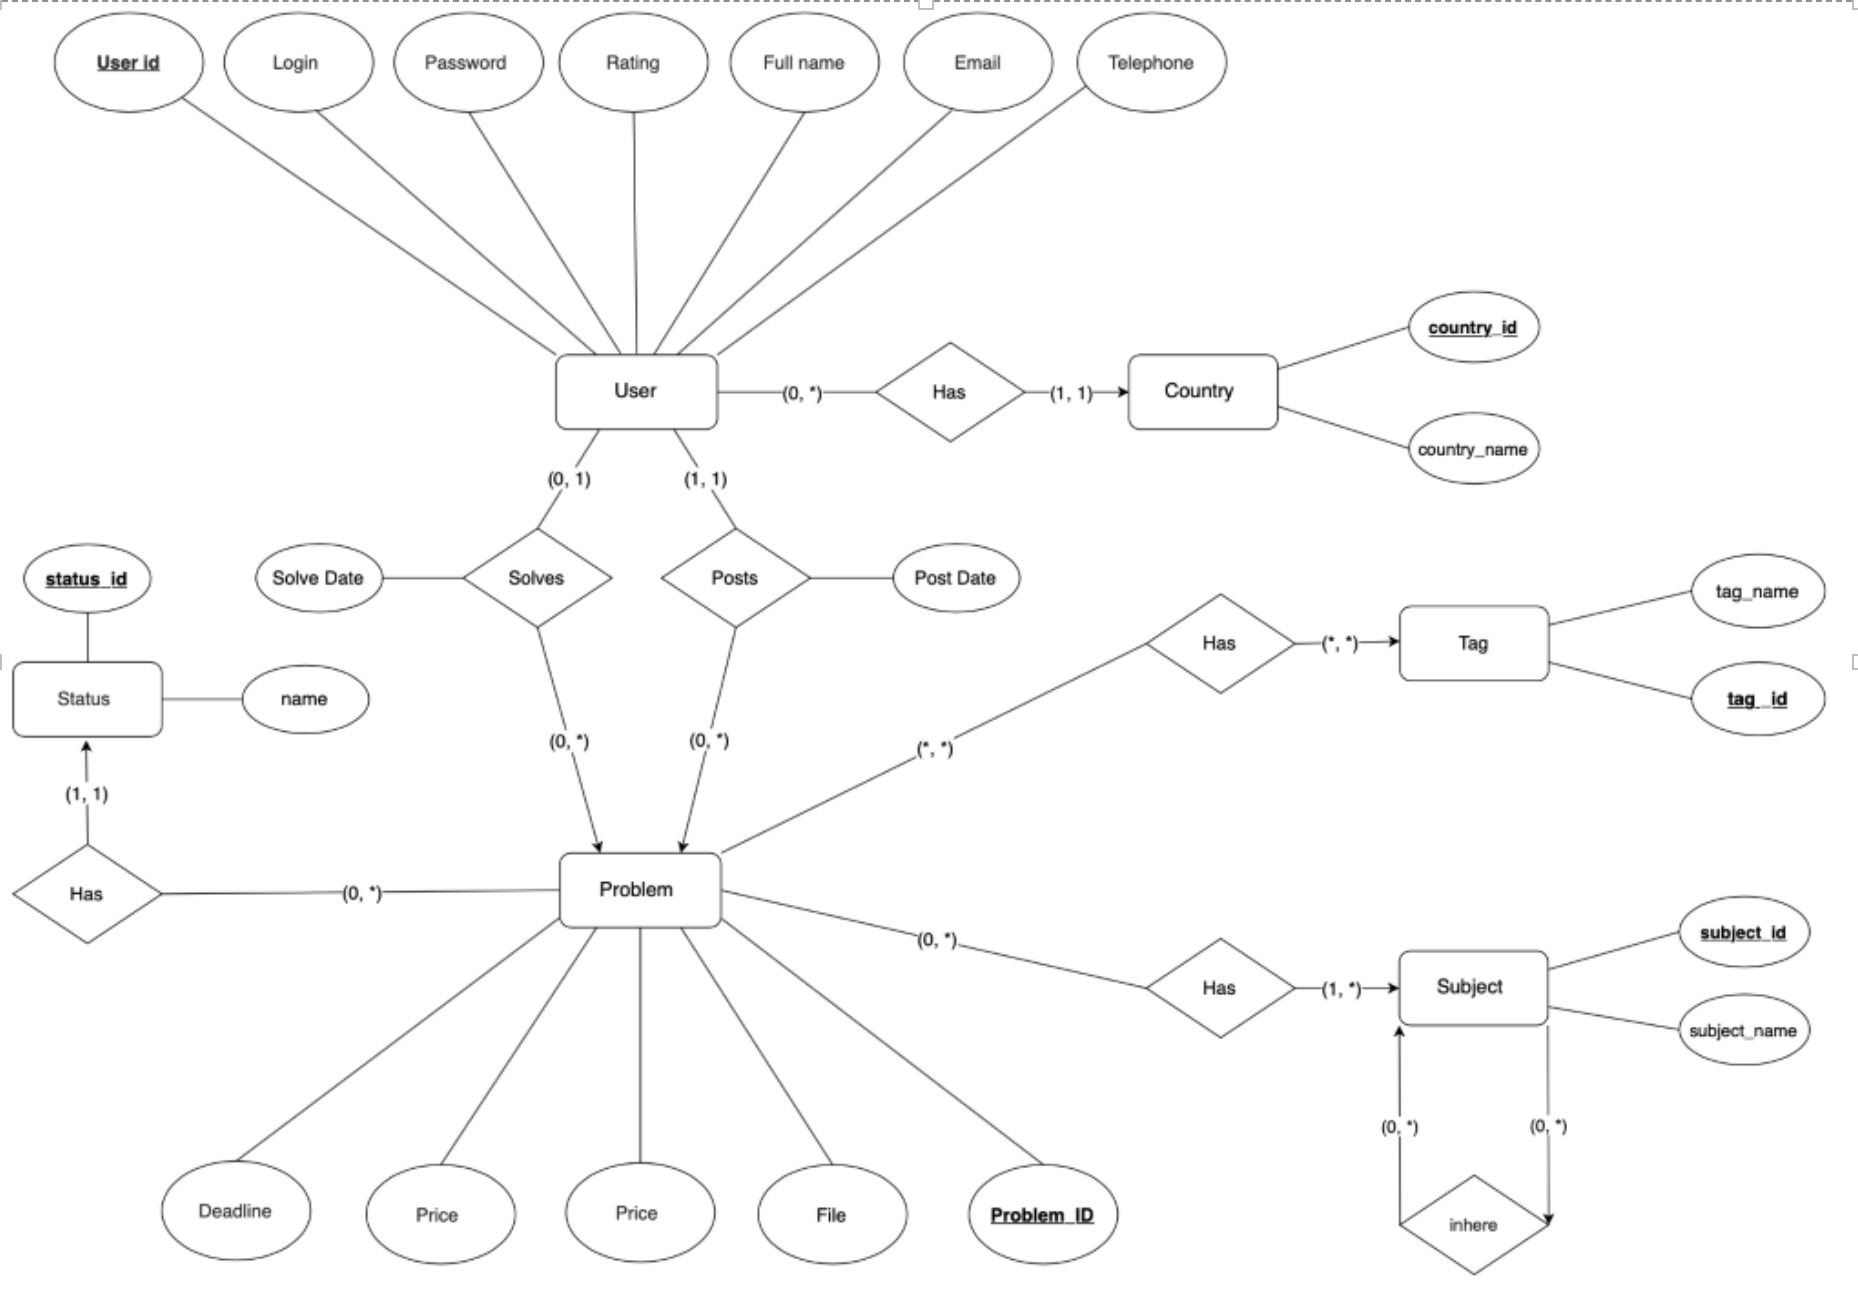 User id
Login
Password
Rating
Full name
Email
Telephone
country_id
User
(0, *)
Has
(1, 1)
Country
country_name
(0, 1)
(1, 1)
status_id
Solve Date
Solves
Posts
Post Date
tag_name
Has
(*, *)
Tag
Status
name
tag_id
(0, *)
(0, *)
(*, *)
(1, 1)
Has
(0, *)
Problem
(0, *)
subject_id
Has
(1, *)
Subject
subject_name
(0, *)
(0, *)
Deadline
Price
Price
File
Problem_ID
inhere